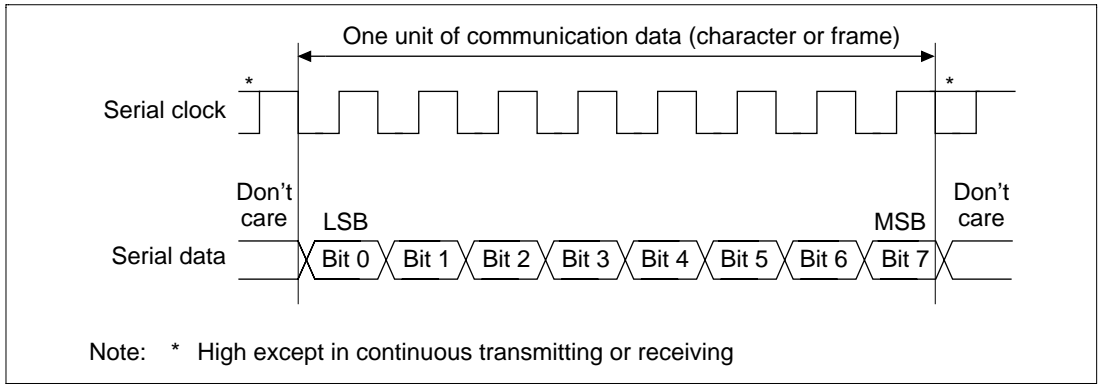 One unit of communication data (character or frame)
* *
Serial clock
Don't care Don't care
LSB MSB
Serial data Bit 0 Bit 1 Bit 2 Bit 3 Bit 4 Bit 5 Bit 6 Bit 7
Note: * High except in continuous transmitting or receiving